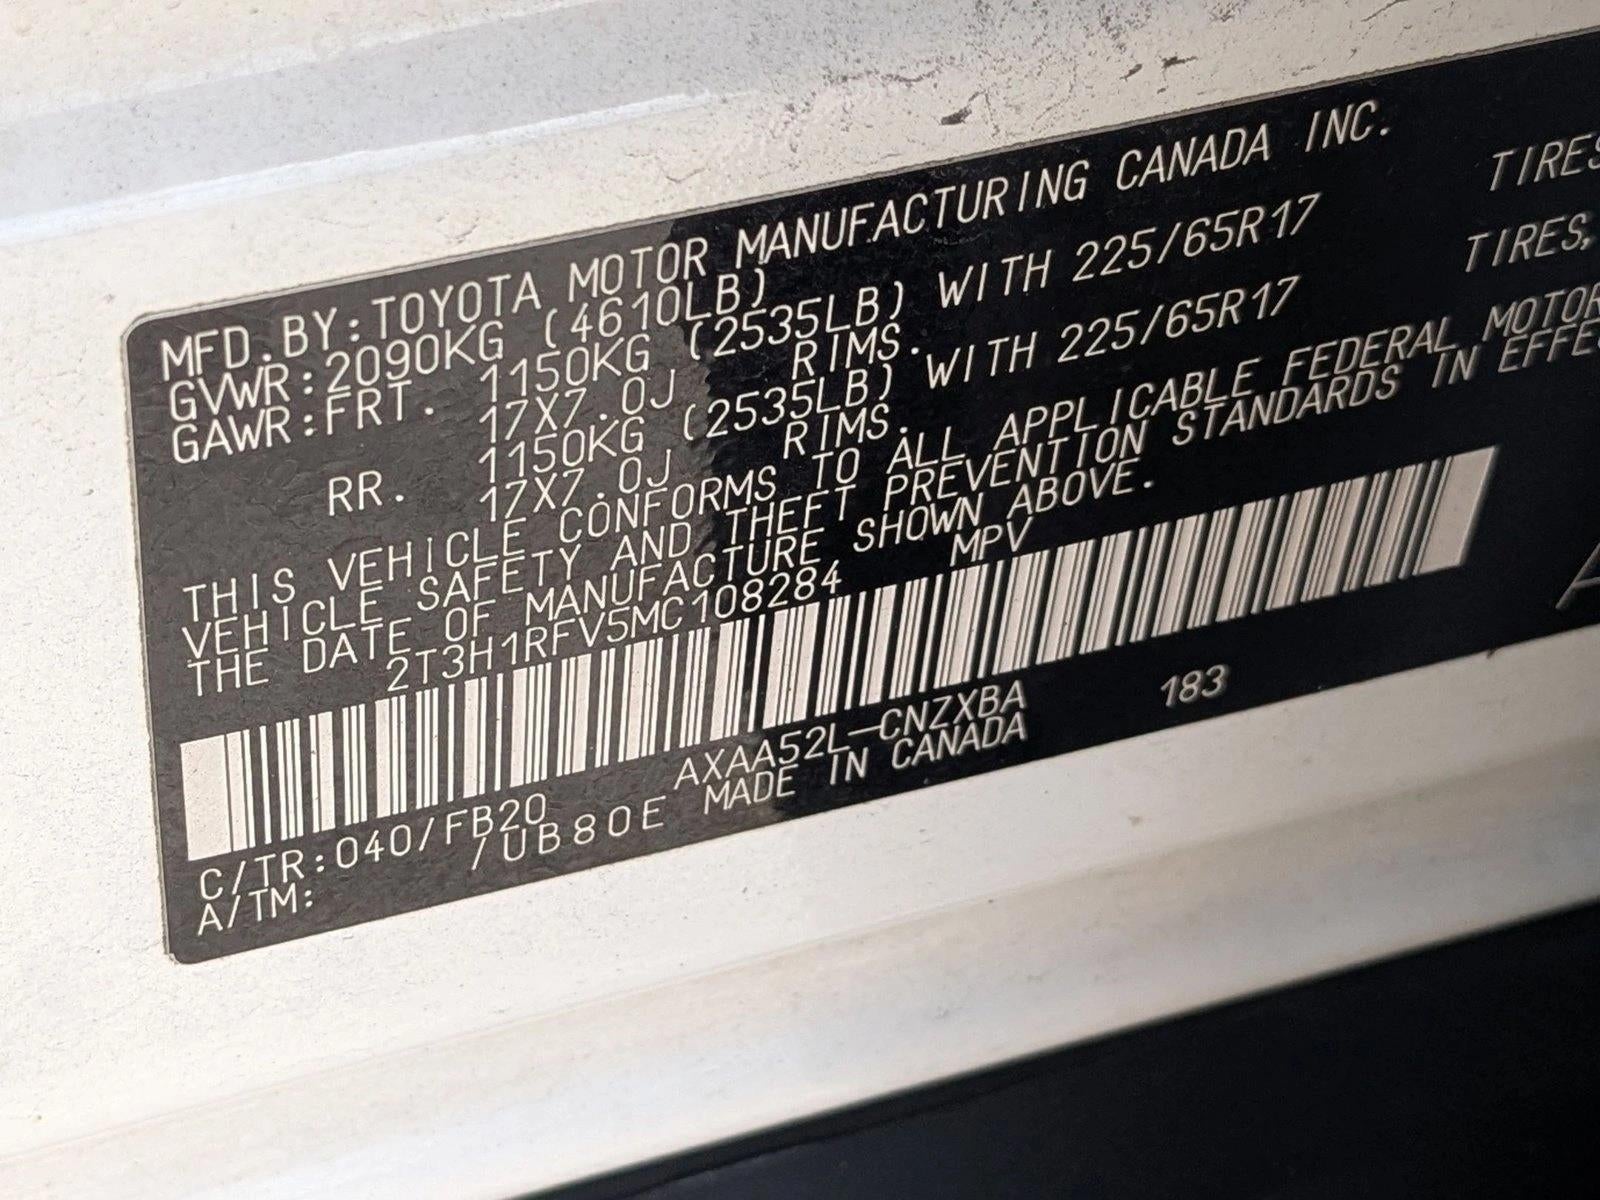 MFD.BY:TOYOTA MOTOR MANUFACTURING CANADA INC.
GVWR:2090KG (4610LB)
GAWR:FRT. 1150KG (2535LB) WITH 225/65R17 TIRES
17X7.0J RIMS.
RR. 1150KG (2535LB) WITH 225/65R17 TIRES,
17X7.0J RIMS.
THIS VEHICLE CONFORMS TO ALL APPLICABLE FEDERAL MOTOR
VEHICLE SAFETY AND THEFT PREVENTION STANDARDS IN
THE DATE OF MANUFACTURE SHOWN ABOVE.
2T3H1RFV5MC108284 MPV
AXAA52L-CNZXBA 183
C/TR:040/FB20 MADE IN CANADA
A/TM: /UB80E